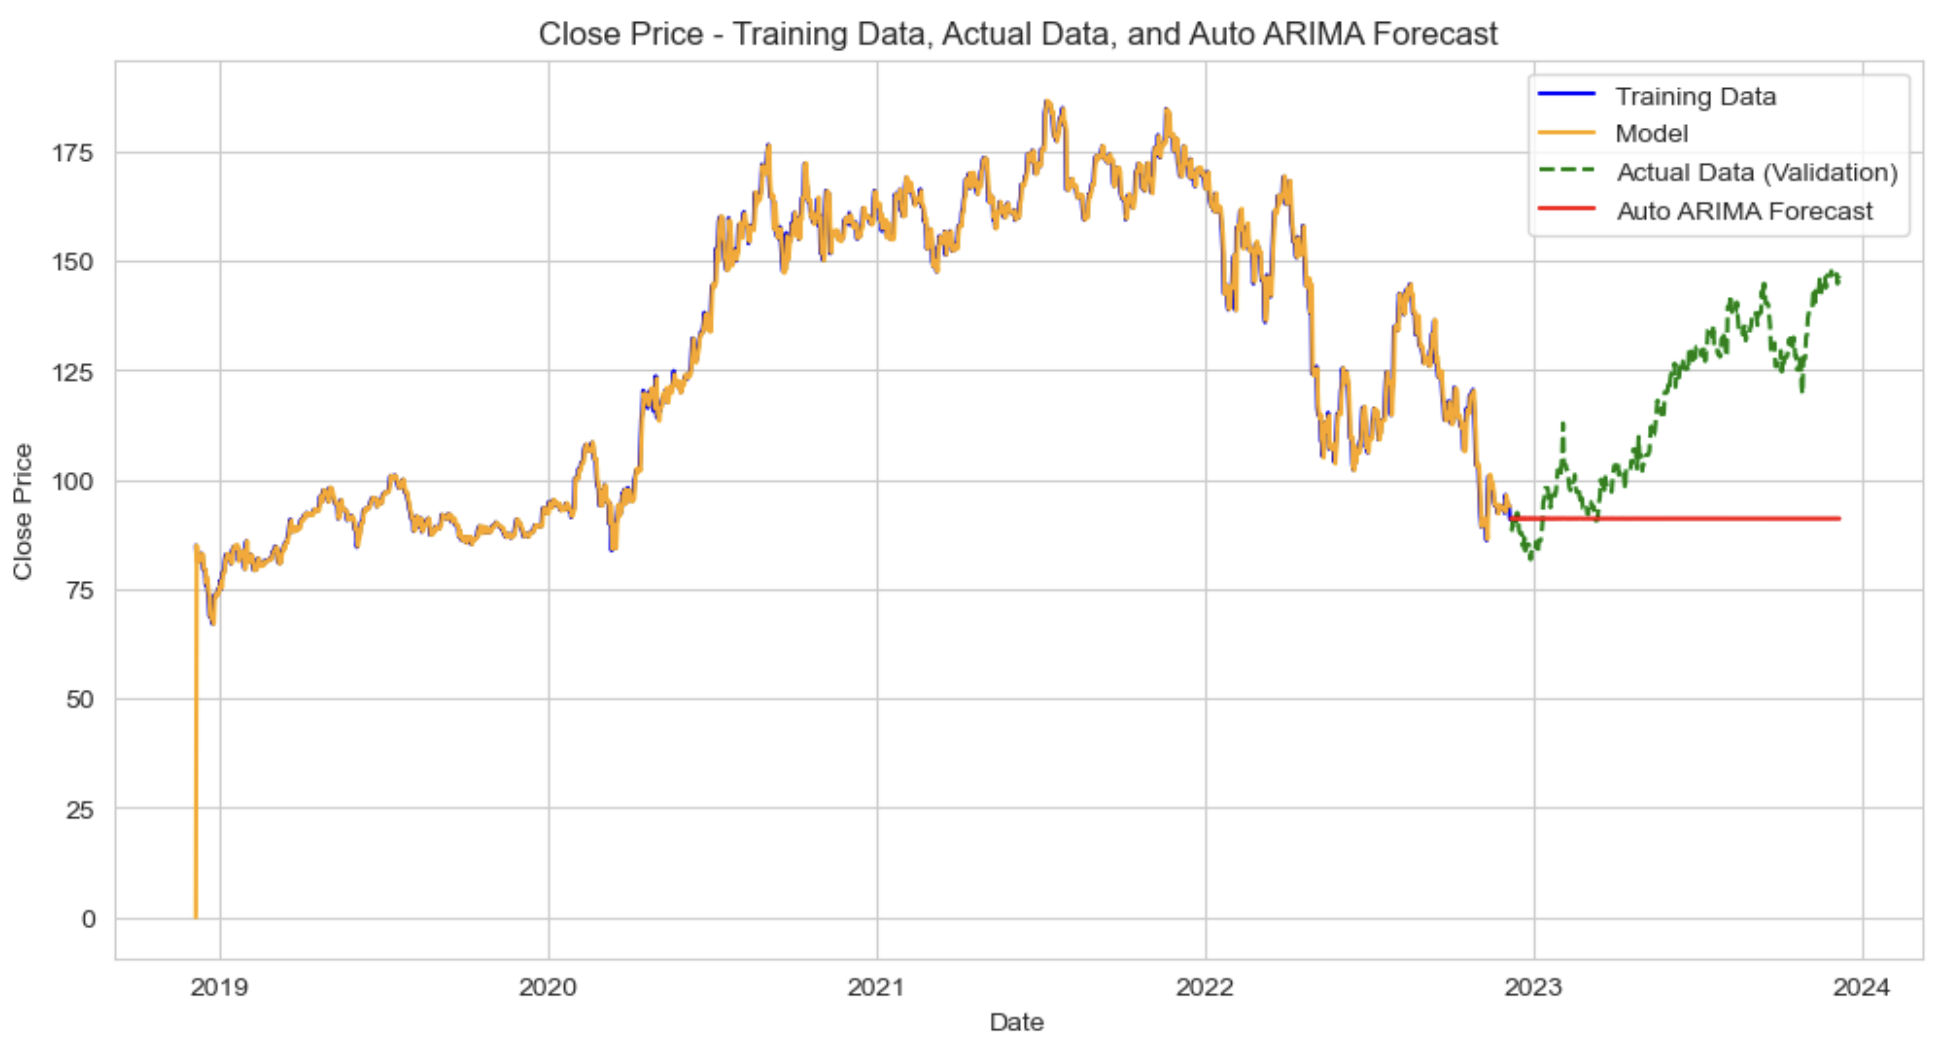 Close Price - Training Data, Actual Data, and Auto ARIMA Forecast
Training Data
Model
Actual Data (Validation)
Auto ARIMA Forecast
175
150
125
100
75
50
25
0
Close Price
2019
2020
2021
2022
2023
2024
Date